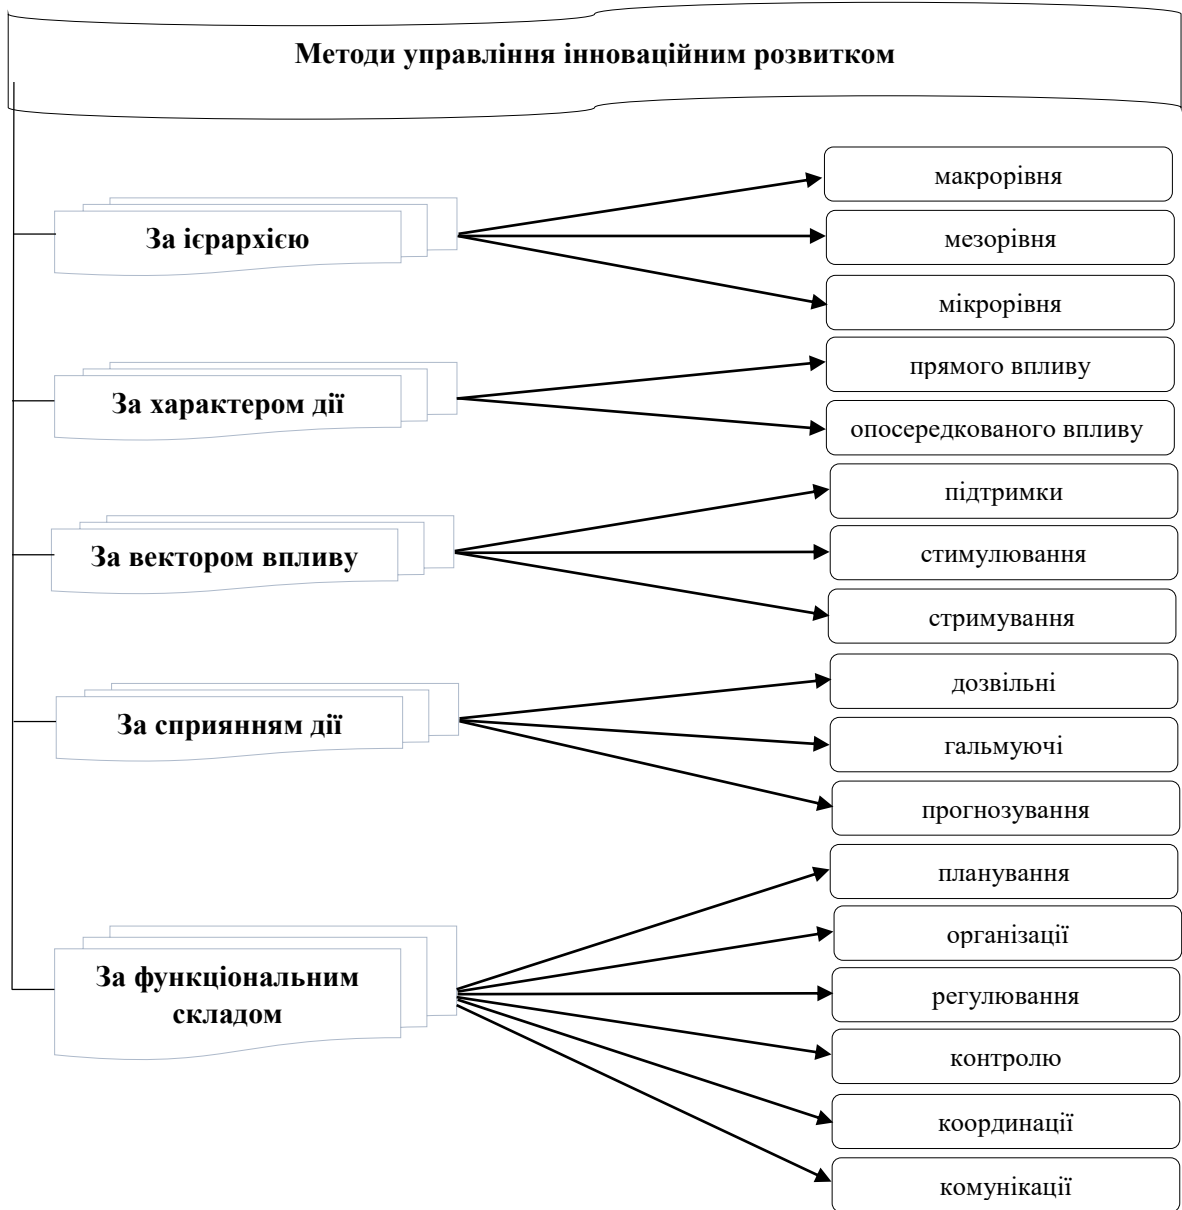 Методи управління інноваційним розвитком
За ієрархією
макрорівня
мезорівня
мікрорівня
За характером дії
прямого впливу
опосередкованого впливу
За вектором впливу
підтримки
стимулювання
стримування
За сприянням дії
дозвільні
гальмуючі
прогнозування
За функціональним
складом
планування
організації
регулювання
контролю
координації
комунікації